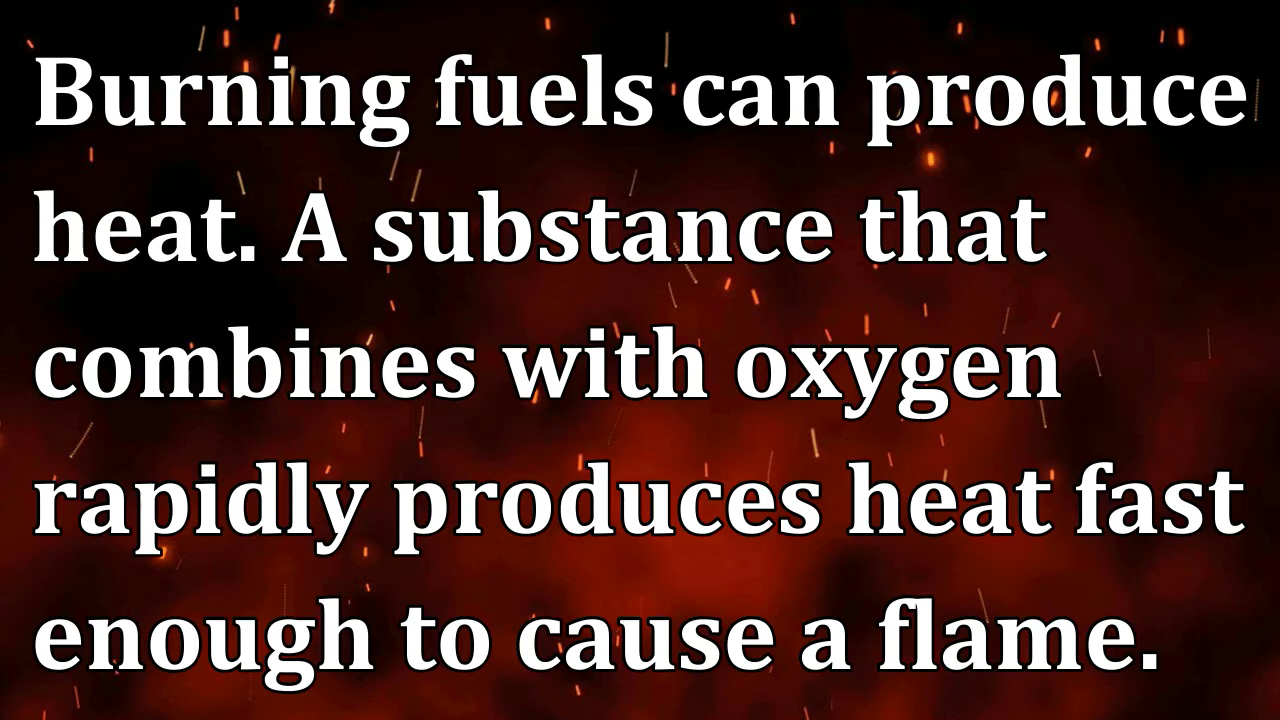 Burning fuels can produce
heat. A substance that
combines with oxygen
rapidly produces heat fast
enough to cause a flame.